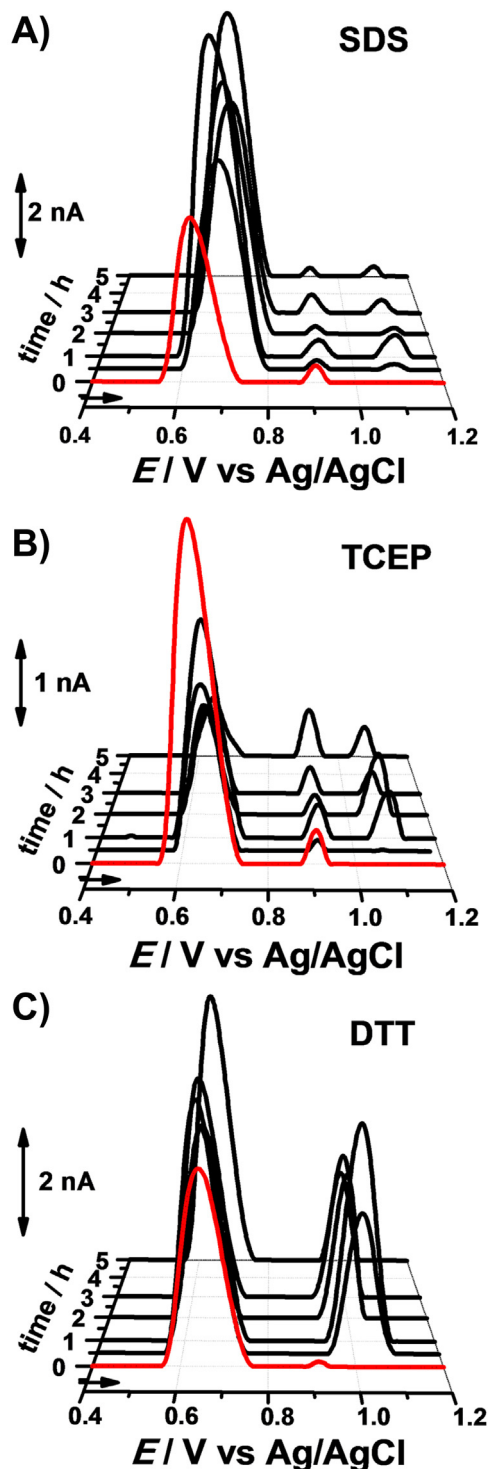 A)
SDS
2 nA
5
4
3
2
1
0
time / h
0.4 0.6 0.8 1.0 1.2
E / V vs Ag/AgCl
B)
TCEP
1 nA
5
4
3
2
1
0
time / h
0.4 0.6 0.8 1.0 1.2
E / V vs Ag/AgCl
C)
DTT
2 nA
5
4
3
2
1
0
time / h
0.4 0.6 0.8 1.0 1.2
E / V vs Ag/AgCl